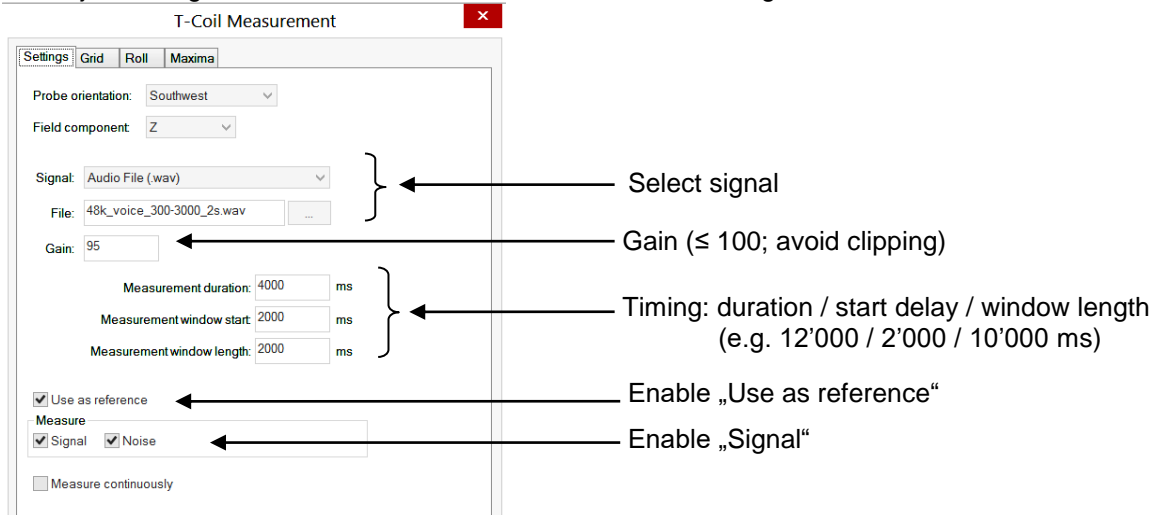 T-Coil Measurement
Settings Grid Roll Maxima
Probe orientation: Southwest
Field component: Z
Signal: Audio File (.wav)
Select signal
File: 48k_voice_300-3000_2s.wav ...
Gain: 95
Gain (≤ 100; avoid clipping)
Measurement duration: 4000 ms
Timing: duration / start delay / window length
Measurement window start: 2000 ms
(e.g. 12’000 / 2’000 / 10’000 ms)
Measurement window length: 2000 ms
Use as reference
Enable „Use as reference“
Measure
Signal Noise
Enable „Signal“
Measure continuously